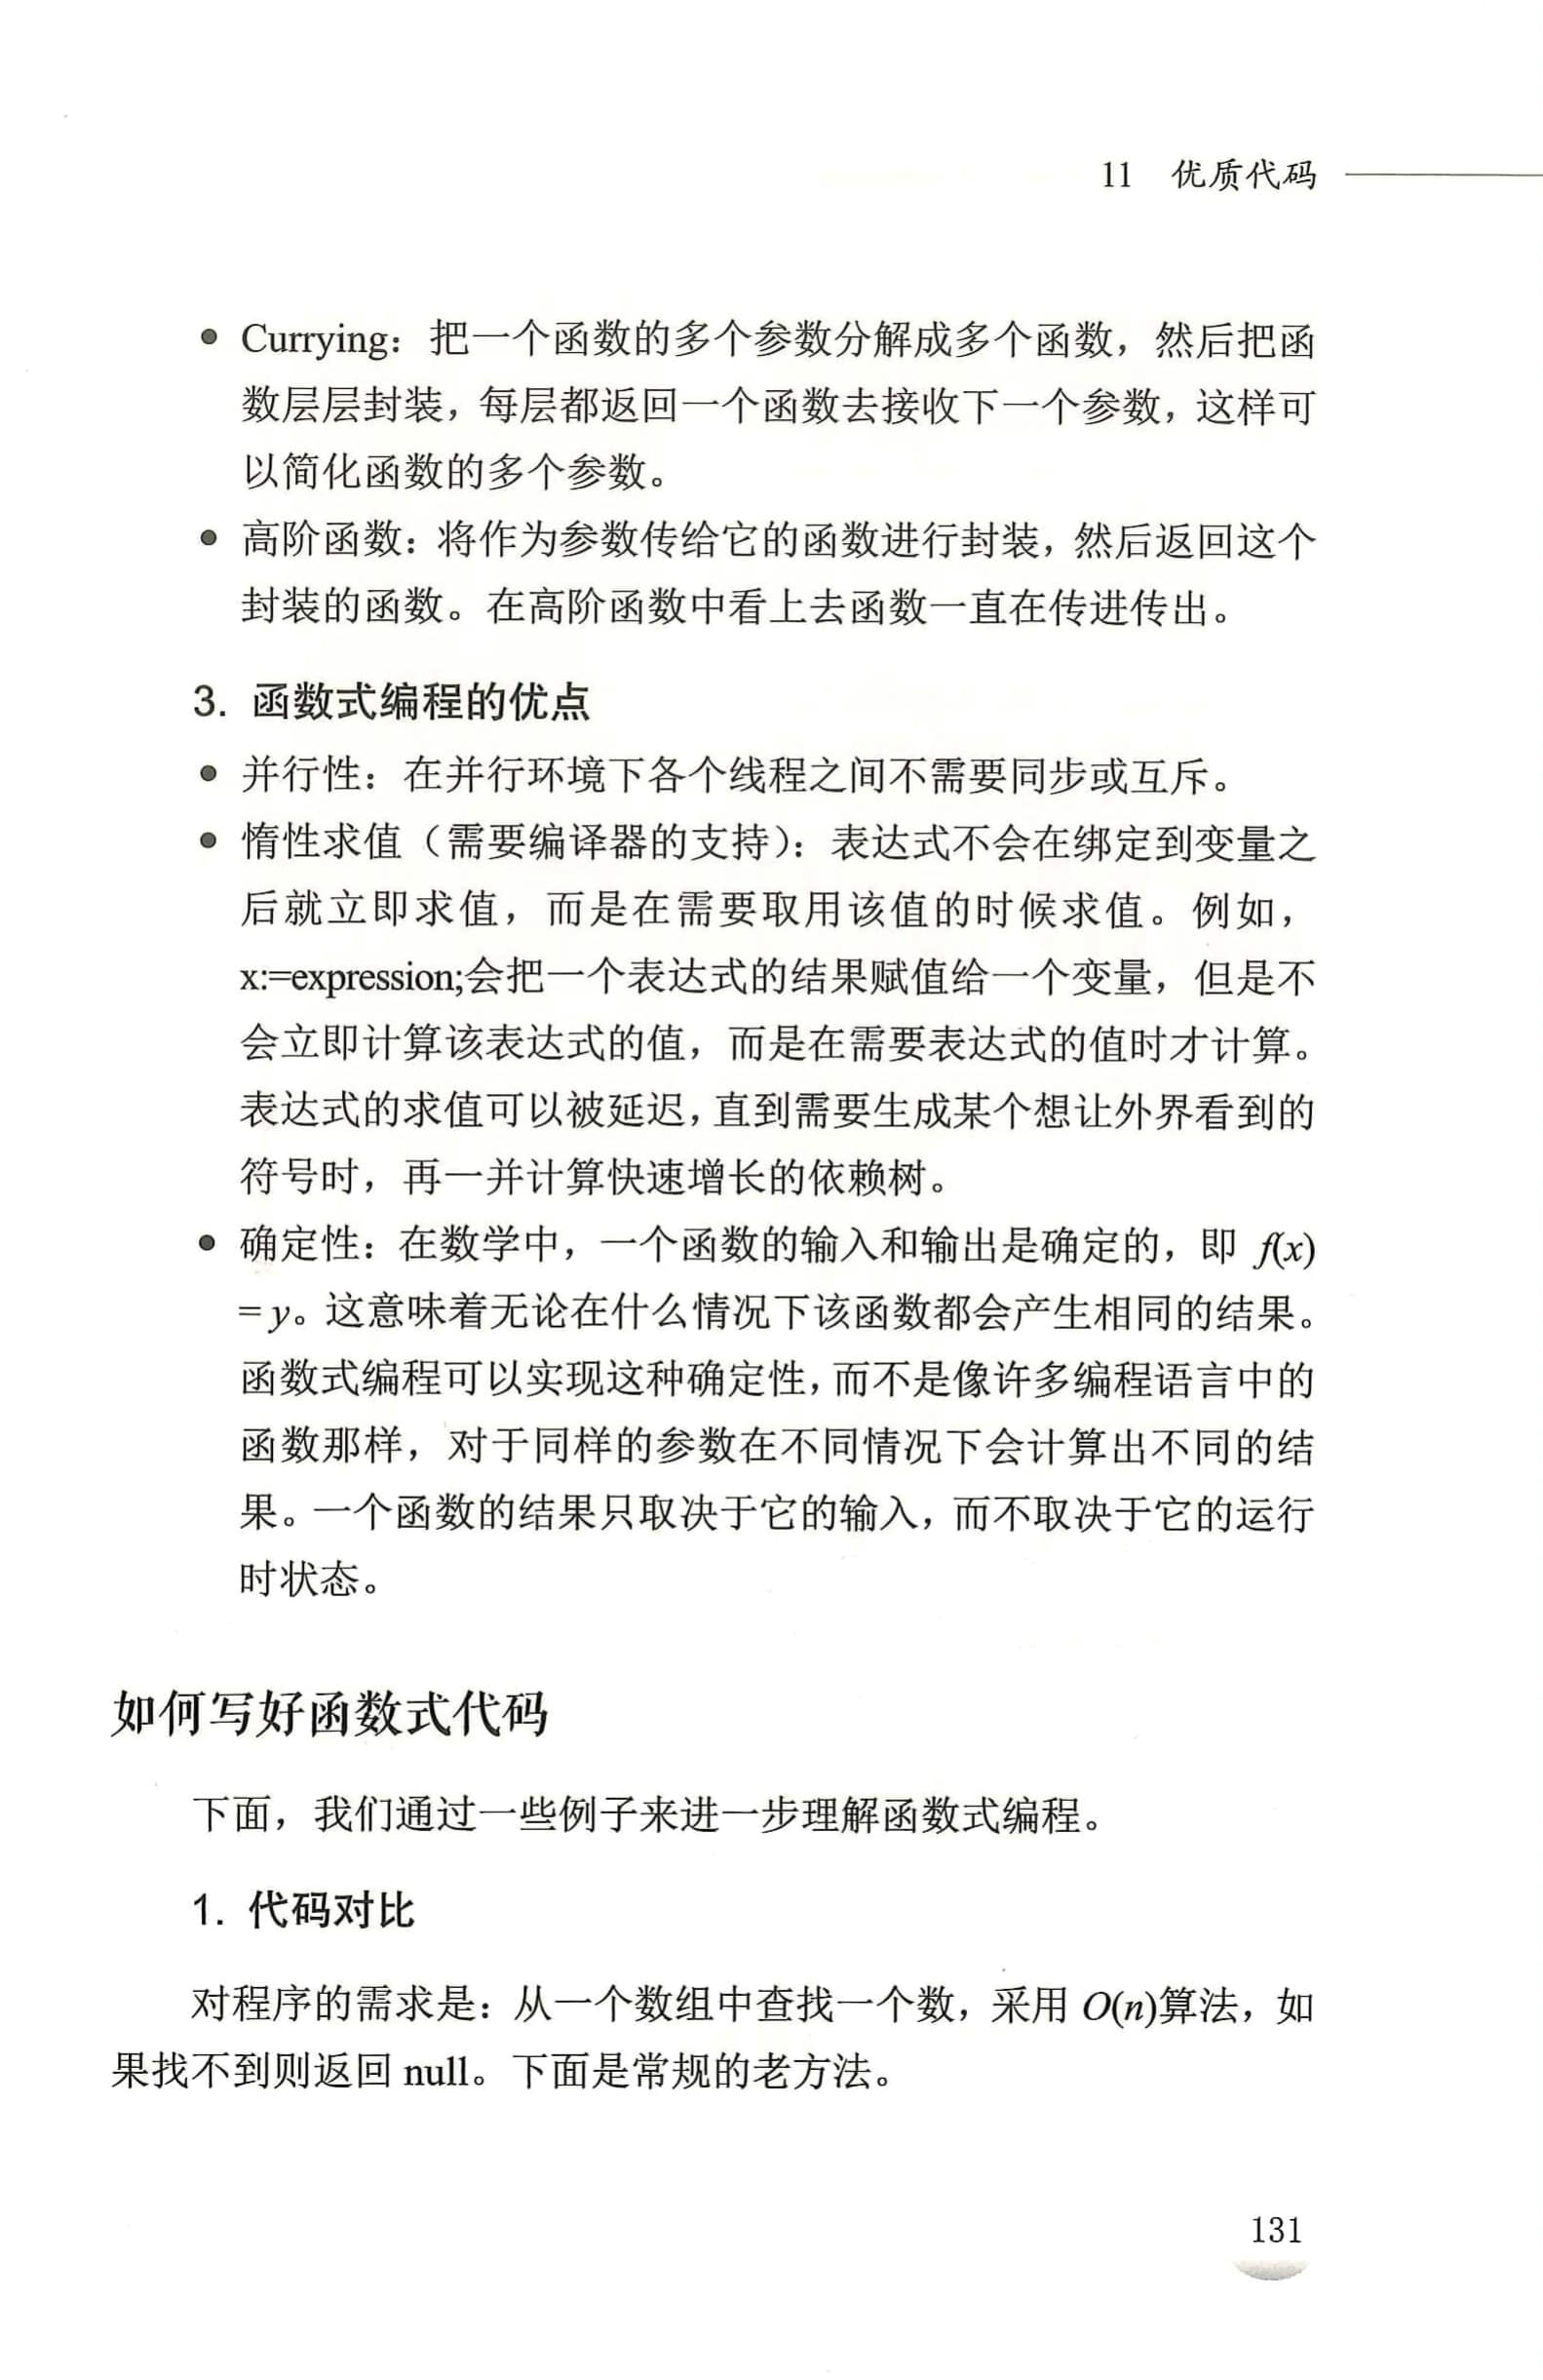 11 优质代码
● Currying：把一个函数的多个参数分解成多个函数，然后把函
数层层封装，每层都返回一个函数去接收下一个参数，这样可
以简化函数的多个参数。
● 高阶函数：将作为参数传给它的函数进行封装，然后返回这个
封装的函数。在高阶函数中看上去函数一直在传进传出。
3. 函数式编程的优点
● 并行性：在并行环境下各个线程之间不需要同步或互斥。
● 惰性求值（需要编译器的支持）：表达式不会在绑定到变量之
后就立即求值，而是在需要取用该值的时候求值。例如，
x:=expression;会把一个表达式的结果赋值给一个变量，但是不
会立即计算该表达式的值，而是在需要表达式的值时才计算。
表达式的求值可以被延迟，直到需要生成某个想让外界看到的
符号时，再一并计算快速增长的依赖树。
● 确定性：在数学中，一个函数的输入和输出是确定的，即 f(x)
= y。这意味着无论在什么情况下该函数都会产生相同的结果。
函数式编程可以实现这种确定性，而不是像许多编程语言中的
函数那样，对于同样的参数在不同情况下会计算出不同的结
果。一个函数的结果只取决于它的输入，而不取决于它的运行
时状态。
如何写好函数式代码
下面，我们通过一些例子来进一步理解函数式编程。
1. 代码对比
对程序的需求是：从一个数组中查找一个数，采用 O(n)算法，如
果找不到则返回 null。下面是常规的老方法。
131